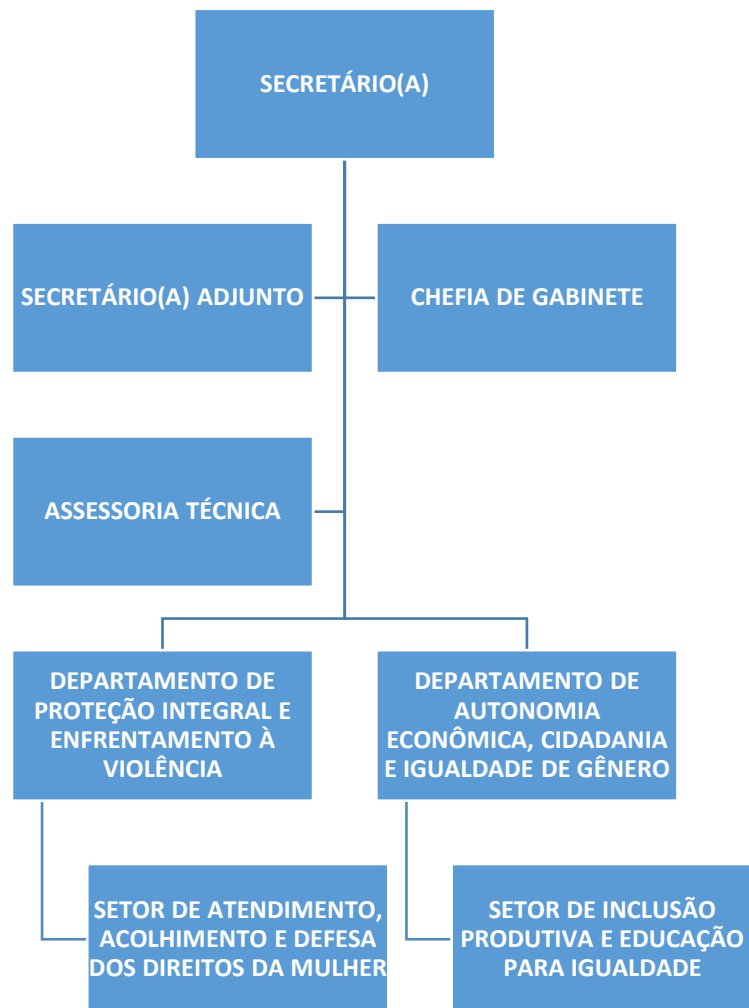 SECRETÁRIO(A)
SECRETÁRIO(A) ADJUNTO
CHEFIA DE GABINETE
ASSESSORIA TÉCNICA
DEPARTAMENTO DE
PROTEÇÃO INTEGRAL E
ENFRENTAMENTO À
VIOLÊNCIA
DEPARTAMENTO DE
AUTONOMIA
ECONÔMICA, CIDADANIA
E IGUALDADE DE GÊNERO
SETOR DE ATENDIMENTO,
ACOLHIMENTO E DEFESA
DOS DIREITOS DA MULHER
SETOR DE INCLUSÃO
PRODUTIVA E EDUCAÇÃO
PARA IGUALDADE